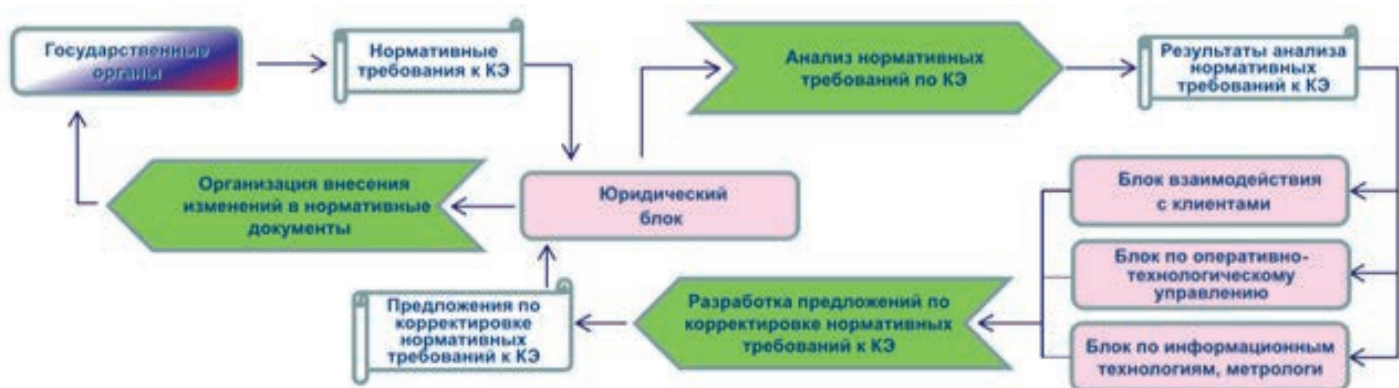 Государственные
органы
Нормативные
требования к КЭ
Анализ нормативных
требований по КЭ
Результаты анализа
нормативных
требований к КЭ
Организация внесения
изменений в нормативные
документы
Юридический
блок
Блок взаимодействия
с клиентами
Блок по оперативно-
технологическому
управлению
Предложения по
корректировке
нормативных
требований к КЭ
Разработка предложений по
корректировке нормативных
требований к КЭ
Блок по информационным
технологиям, метрологи